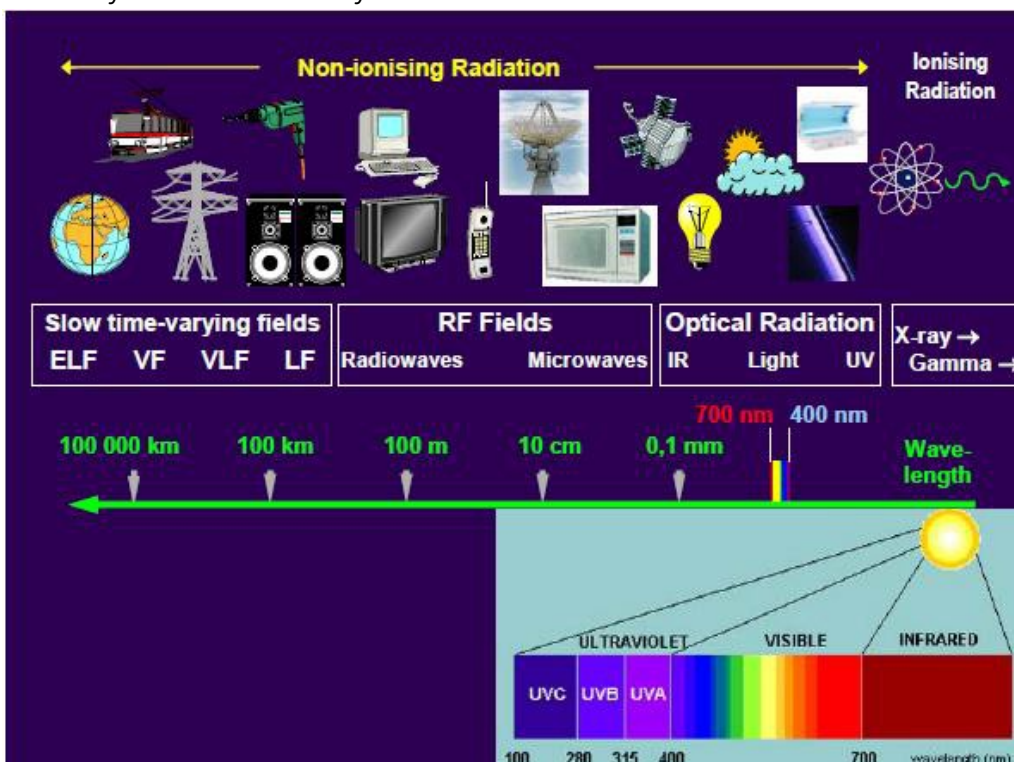 Non-ionising Radiation
Ionising
Radiation
Slow time-varying fields
ELF VF VLF LF
RF Fields
Radiowaves Microwaves
Optical Radiation
IR Light UV
X-ray →
Gamma →
700 nm 400 nm
100 000 km 100 km 100 m 10 cm 0,1 mm
Wave-
length
ULTRAVIOLET VISIBLE INFRARED
UVC UVB UVA
100 280 315 400 700 wavelength (nm)